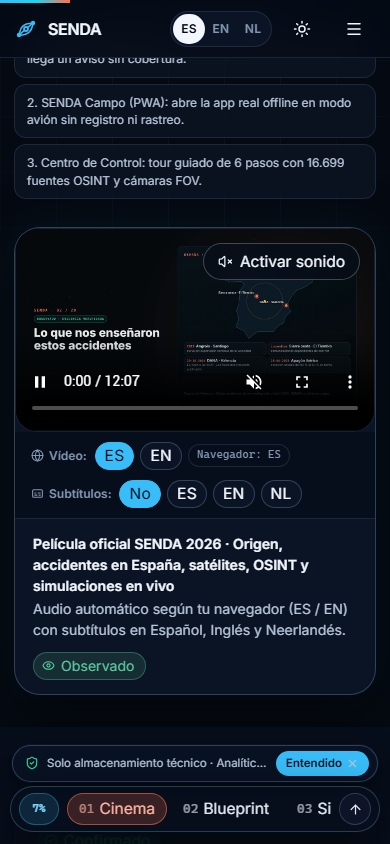 SENDA
ES EN NL
llega un aviso sin cobertura.
2. SENDA Campo (PWA): abre la app real offline en modo
avión sin registro ni rastreo.
3. Centro de Control: tour guiado de 6 pasos con 16.699
fuentes OSINT y cámaras FOV.
Activar sonido
Lo que nos enseñaron
estos accidentes
0:00 / 12:07
Vídeo: ES EN Navegador: ES
Subtítulos: No ES EN NL
Película oficial SENDA 2026 · Origen,
accidentes en España, satélites, OSINT y
simulaciones en vivo
Audio automático según tu navegador (ES / EN)
con subtítulos en Español, Inglés y Neerlandés.
Observado
Solo almacenamiento técnico · Analític... Entendido
7% 01 Cinema 02 Blueprint 03 Si
Confirmado